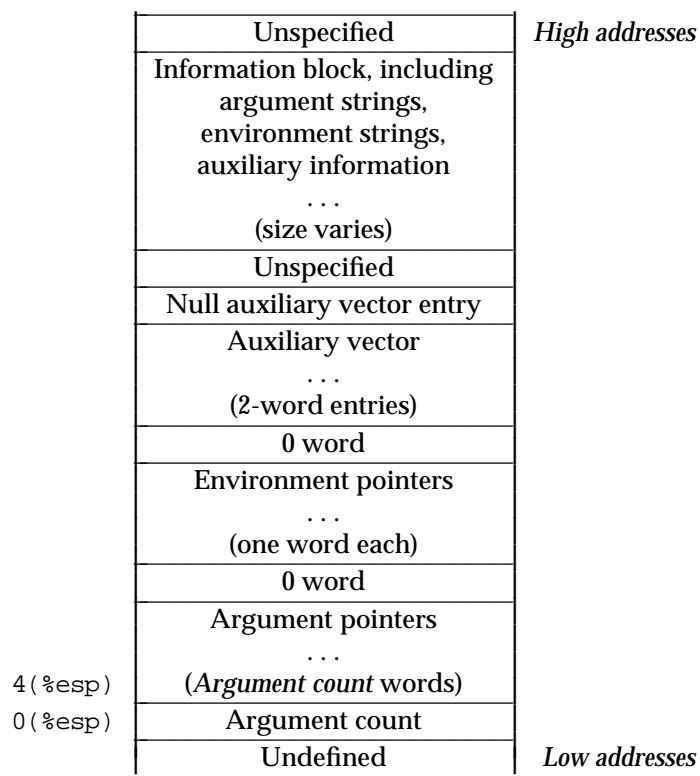 Unspecified High addresses
Information block, including
argument strings,
environment strings,
auxiliary information
. . .
(size varies)
Unspecified
Null auxiliary vector entry
Auxiliary vector
. . .
(2-word entries)
0 word
Environment pointers
. . .
(one word each)
0 word
Argument pointers
. . .
4(%esp) (Argument count words)
0(%esp) Argument count
Undefined Low addresses